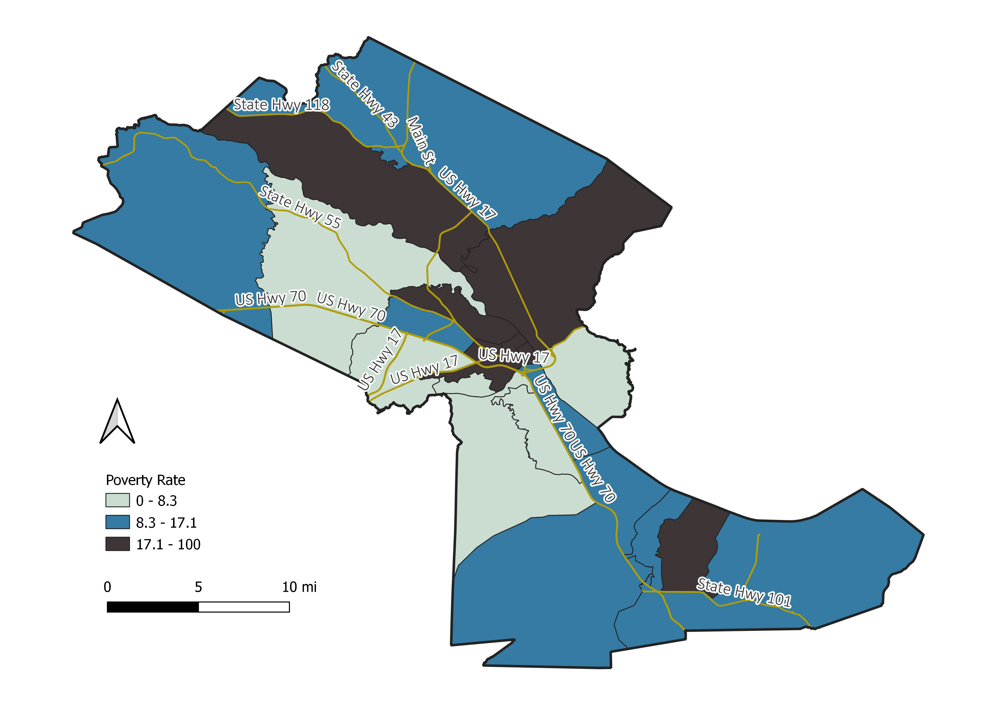 State Hwy 43
State Hwy 118
Main St
US Hwy 17
State Hwy 55
US Hwy 70
US Hwy 70
US Hwy 17
US Hwy 17
US Hwy 17
US Hwy 70
US Hwy 70
Poverty Rate
0 - 8.3
8.3 - 17.1
17.1 - 100
State Hwy 101
0 5 10 mi